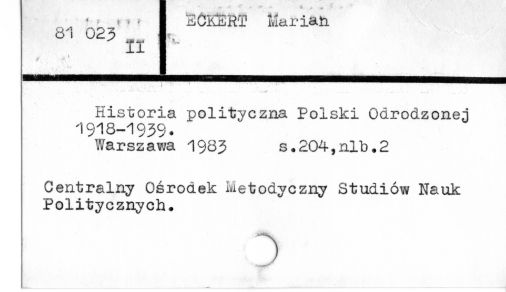 81 023
II
ECKERT Marian
Historia polityczna Polski Odrodzonej
1918-1939.
Warszawa 1983 s.204,nlb.2
Centralny Ośrodek Metodyczny Studiów Nauk
Politycznych.